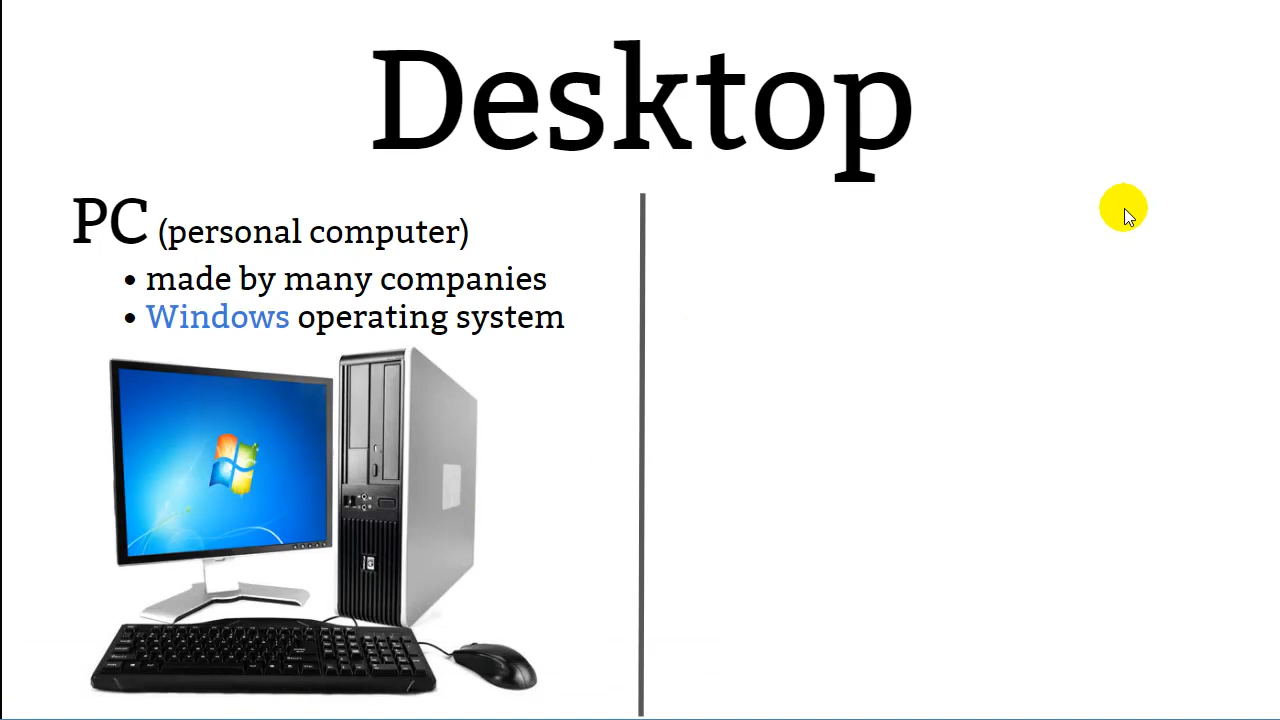 Desktop
PC (personal computer)
• made by many companies
• Windows operating system